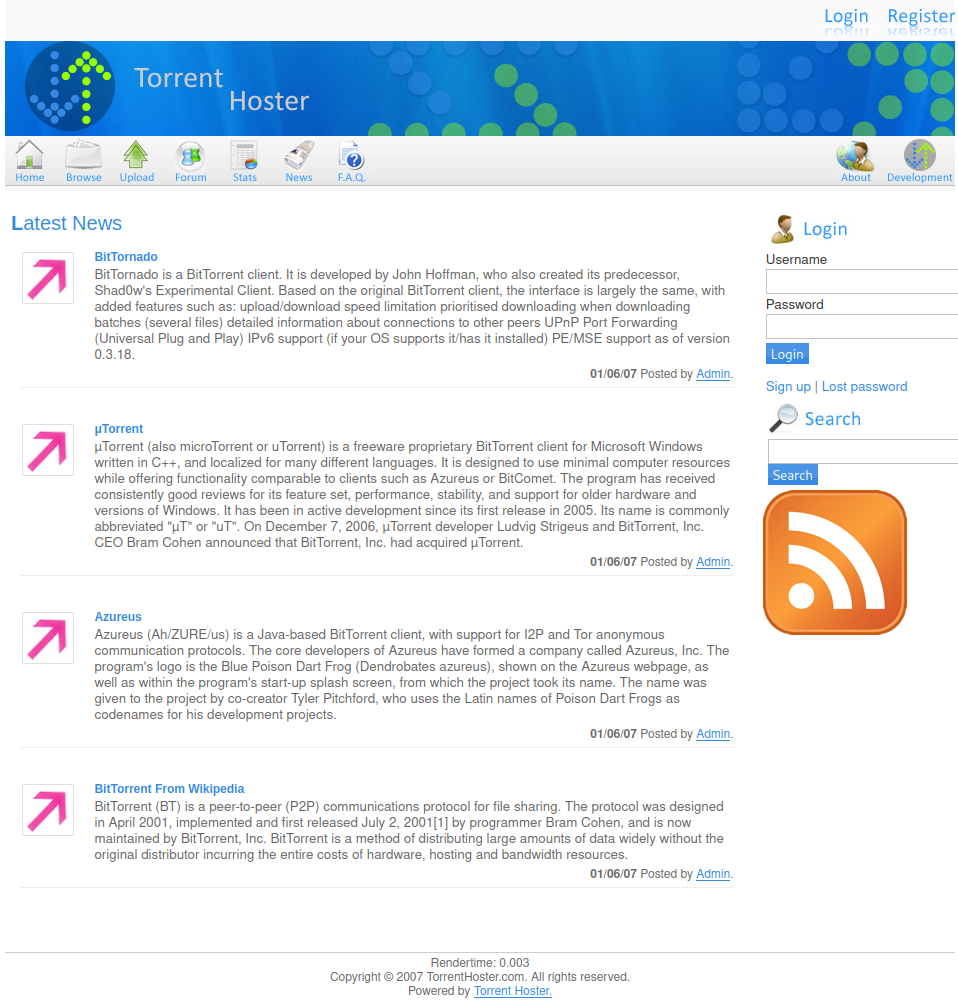 Login Register
Torrent
Hoster
Home Browse Upload Forum Stats News F.A.Q. About Development
Latest News
BitTornado
BitTornado is a BitTorrent client. It is developed by John Hoffman, who also created its predecessor,
Shad0w's Experimental Client. Based on the original BitTorrent client, the interface is largely the same, with
added features such as: upload/download speed limitation prioritised downloading when downloading
batches (several files) detailed information about connections to other peers UPnP Port Forwarding
(Universal Plug and Play) IPv6 support (if your OS supports it/has it installed) PE/MSE support as of version
0.3.18.
01/06/07 Posted by Admin.
µTorrent
µTorrent (also microTorrent or uTorrent) is a freeware proprietary BitTorrent client for Microsoft Windows
written in C++, and localized for many different languages. It is designed to use minimal computer resources
while offering functionality comparable to clients such as Azureus or BitComet. The program has received
consistently good reviews for its feature set, performance, stability, and support for older hardware and
versions of Windows. It has been in active development since its first release in 2005. Its name is commonly
abbreviated "µT" or "uT". On December 7, 2006, µTorrent developer Ludvig Strigeus and BitTorrent, Inc.
CEO Bram Cohen announced that BitTorrent, Inc. had acquired µTorrent.
01/06/07 Posted by Admin.
Azureus
Azureus (Ah/ZURE/us) is a Java-based BitTorrent client, with support for I2P and Tor anonymous
communication protocols. The core developers of Azureus have formed a company called Azureus, Inc. The
program's logo is the Blue Poison Dart Frog (Dendrobates azureus), shown on the Azureus webpage, as
well as within the program's start-up splash screen, from which the project took its name. The name was
given to the project by co-creator Tyler Pitchford, who uses the Latin names of Poison Dart Frogs as
codenames for his development projects.
01/06/07 Posted by Admin.
BitTorrent From Wikipedia
BitTorrent (BT) is a peer-to-peer (P2P) communications protocol for file sharing. The protocol was designed
in April 2001, implemented and first released July 2, 2001[1] by programmer Bram Cohen, and is now
maintained by BitTorrent, Inc. BitTorrent is a method of distributing large amounts of data widely without the
original distributor incurring the entire costs of hardware, hosting and bandwidth resources.
01/06/07 Posted by Admin.
Login
Username
Password
Login
Sign up | Lost password
Search
Search
Rendertime: 0.003
Copyright © 2007 TorrentHoster.com. All rights reserved.
Powered by Torrent Hoster.